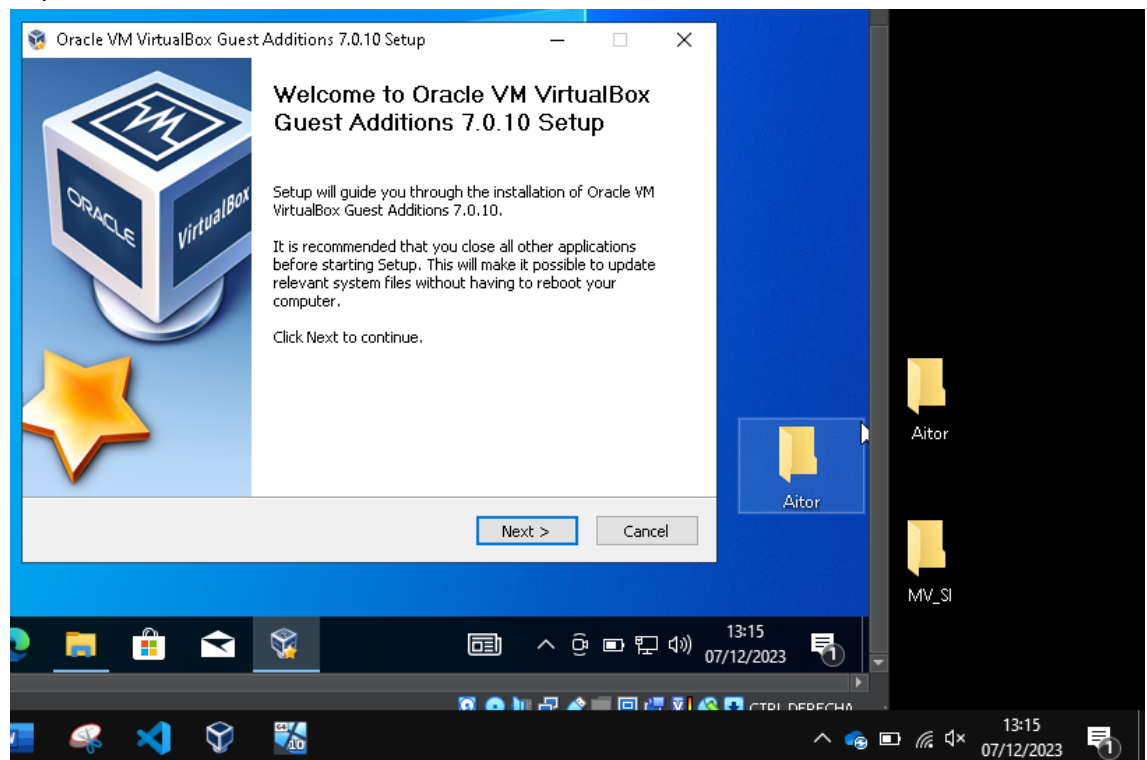 Oracle VM VirtualBox Guest Additions 7.0.10 Setup
ORACLE
VirtualBox
Welcome to Oracle VM VirtualBox
Guest Additions 7.0.10 Setup
Setup will guide you through the installation of Oracle VM
VirtualBox Guest Additions 7.0.10.
It is recommended that you close all other applications
before starting Setup. This will make it possible to update
relevant system files without having to reboot your
computer.
Click Next to continue.
Next >
Cancel
Aitor
Aitor
MV_SI
13:15
07/12/2023
1
CTRL DERECHA
64
10
13:15
07/12/2023
1